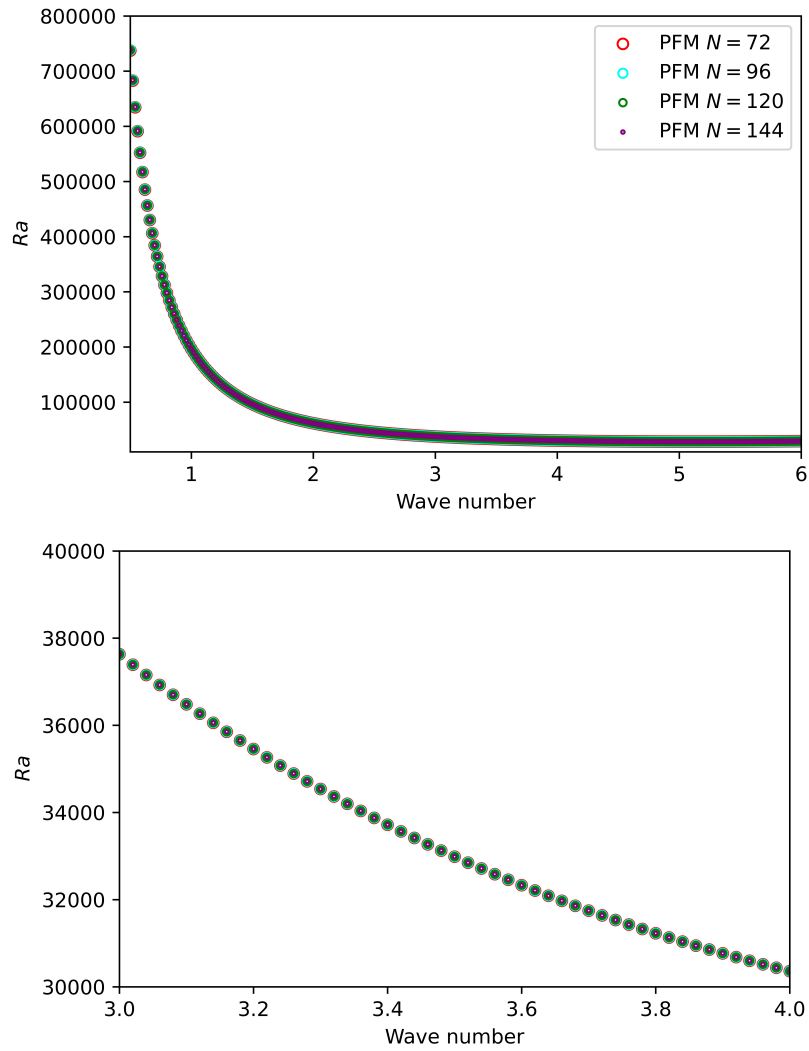 800000
700000
600000
500000
400000
300000
200000
100000
Ra
PFM N = 72
PFM N = 96
PFM N = 120
PFM N = 144
1 2 3 4 5 6
Wave number
40000
38000
36000
34000
32000
30000
Ra
3.0 3.2 3.4 3.6 3.8 4.0
Wave number